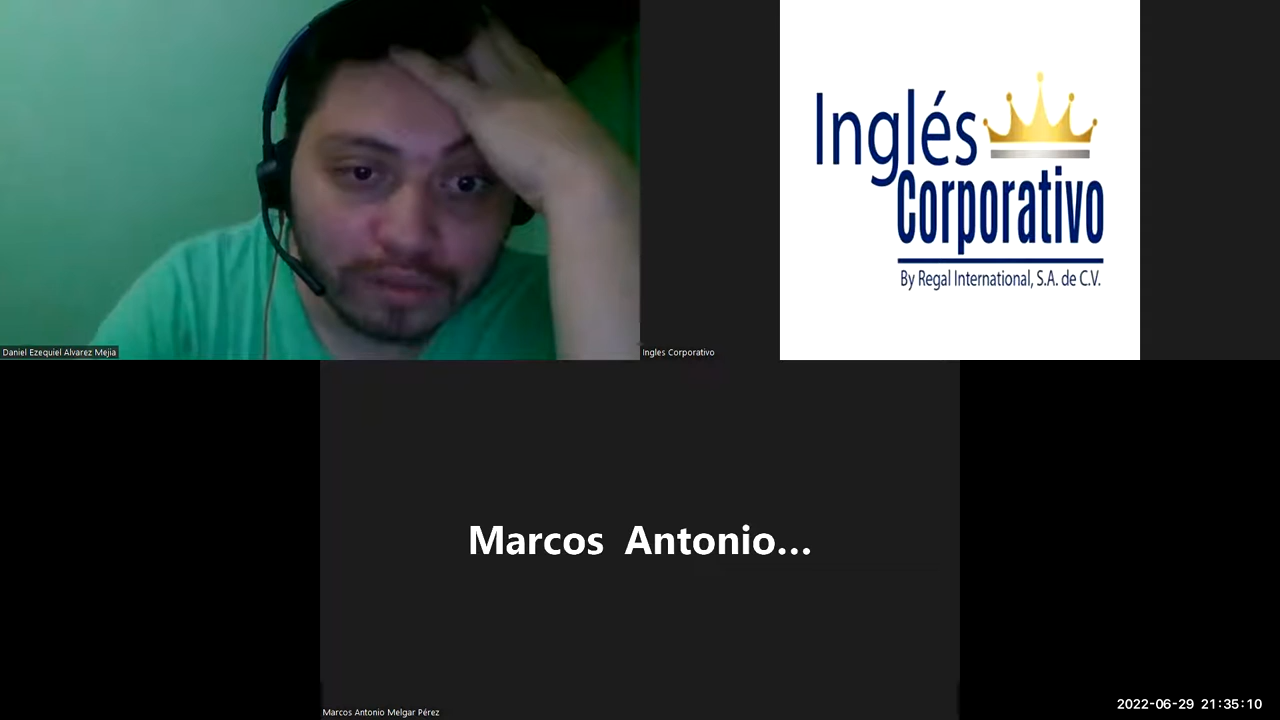 Inglés
Corporativo
By Regal International, S.A. de C.V.
Daniel Ezequiel Alvarez Mejia
Ingles Corporativo
Marcos Antonio...
Marcos Antonio Melgar Pérez
2022-06-29 21:35:10